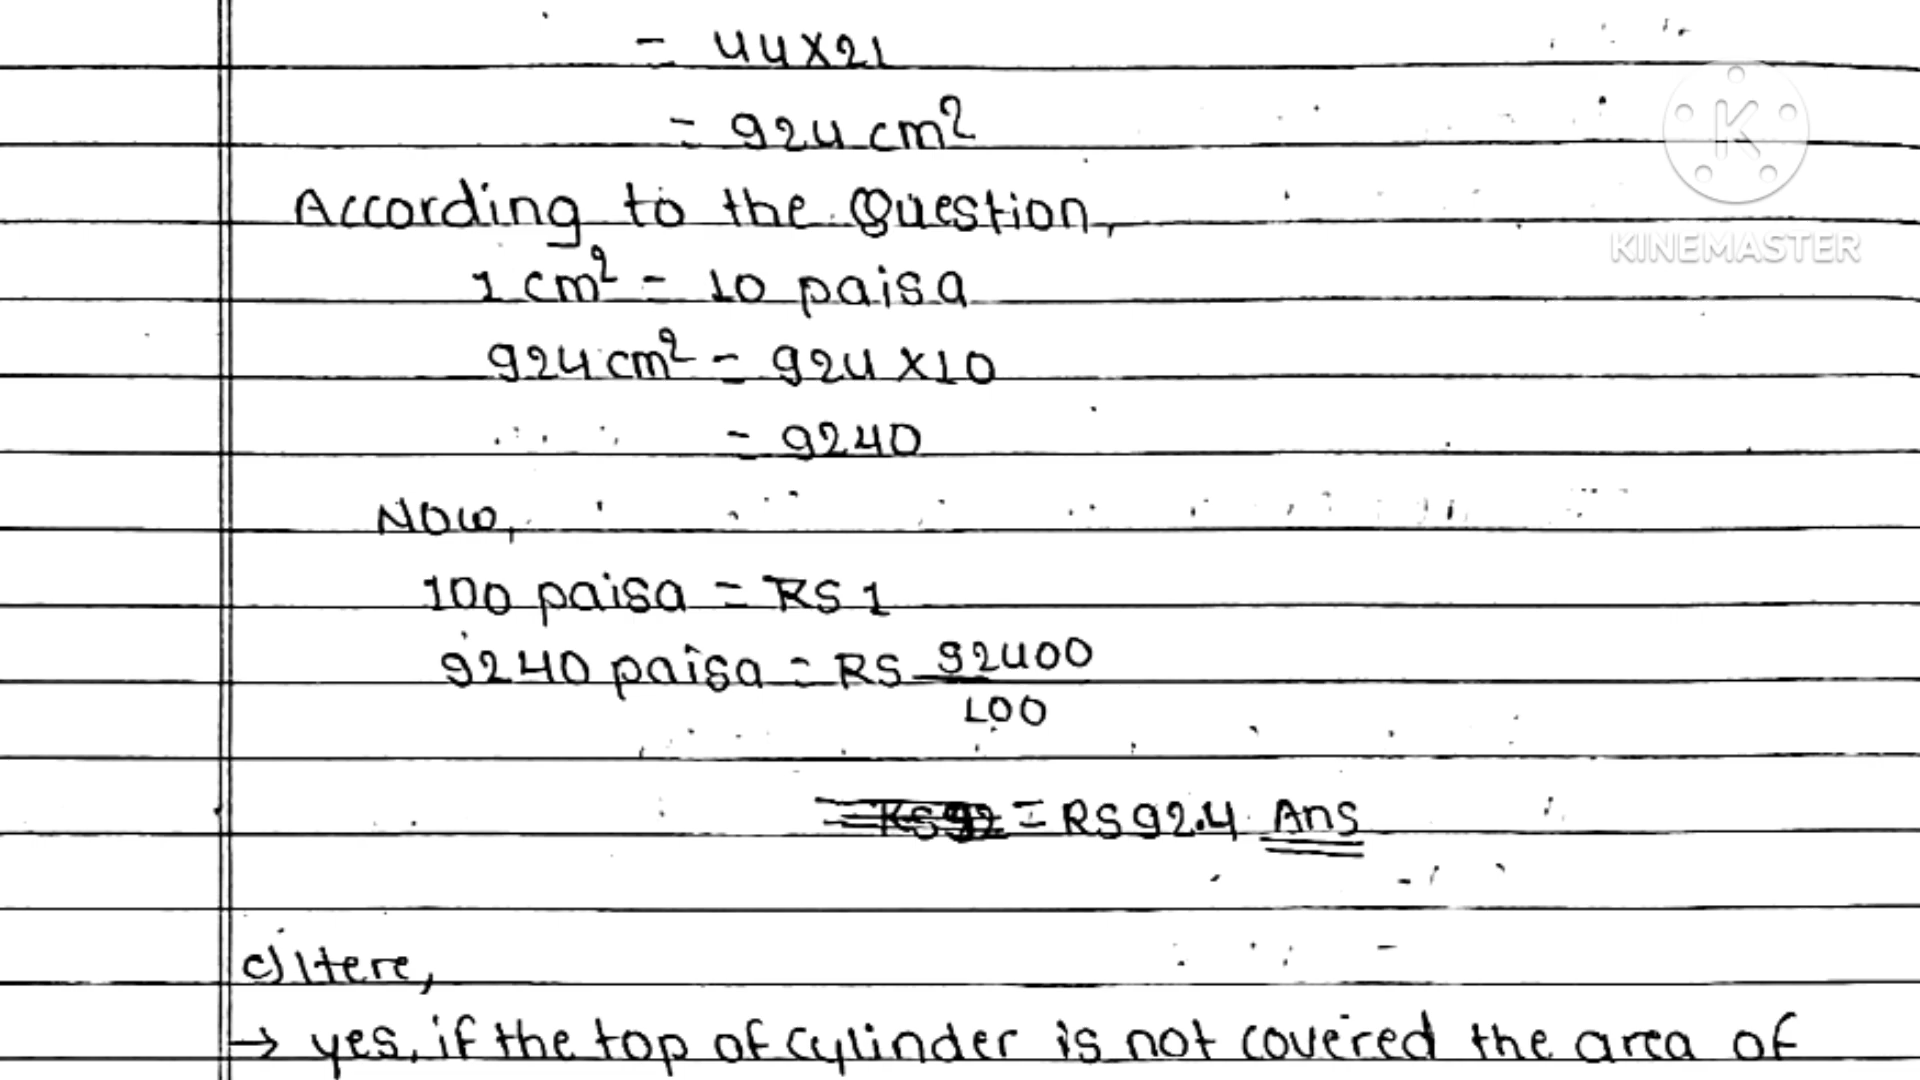 = 44X21
= 924 cm²
According to the Question,
1 cm² = 10 paisa
924 cm² = 924 X10
= 9240
Now,
100 paisa = RS 1
9240 paisa = RS 92400
100
= RS 92.4 Ans
c) Here,
→ yes, if the top of cylinder is not covered the area of
K
KINEMASTER